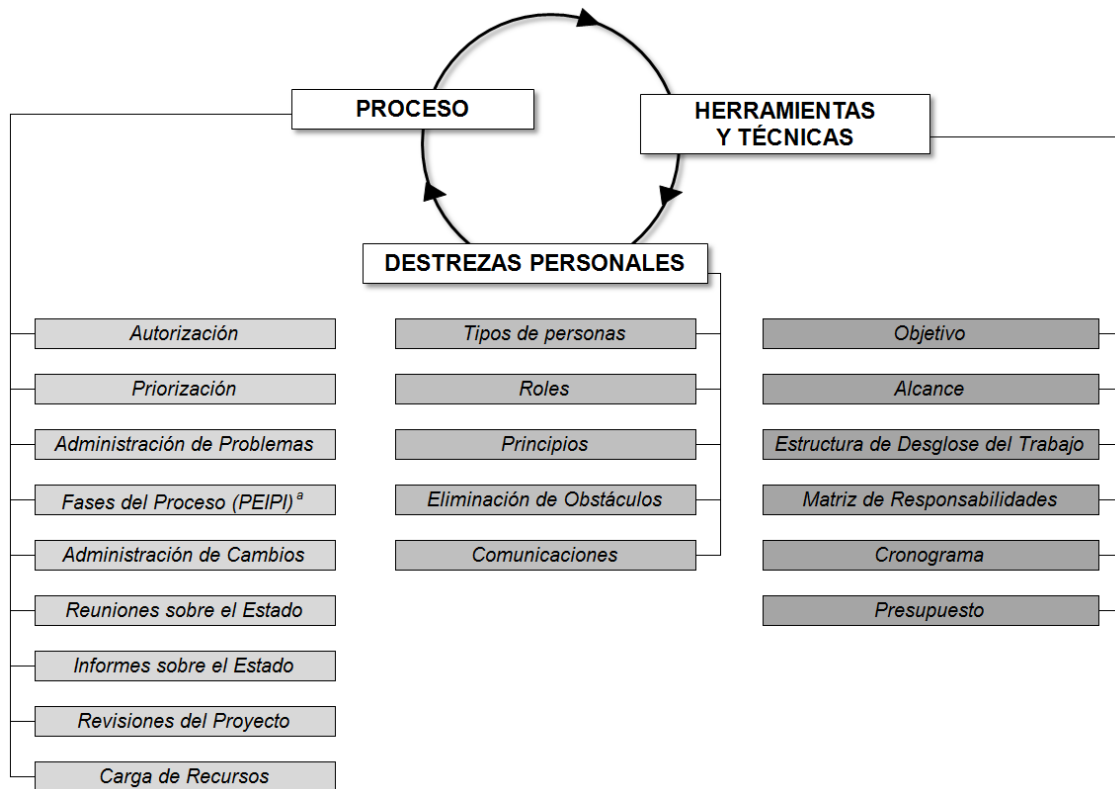 PROCESO
HERRAMIENTAS
Y TÉCNICAS
DESTREZAS PERSONALES
Autorización
Priorización
Administración de Problemas
Fases del Proceso (PEIPI) a
Administración de Cambios
Reuniones sobre el Estado
Informes sobre el Estado
Revisiones del Proyecto
Carga de Recursos
Tipos de personas
Roles
Principios
Eliminación de Obstáculos
Comunicaciones
Objetivo
Alcance
Estructura de Desglose del Trabajo
Matriz de Responsabilidades
Cronograma
Presupuesto